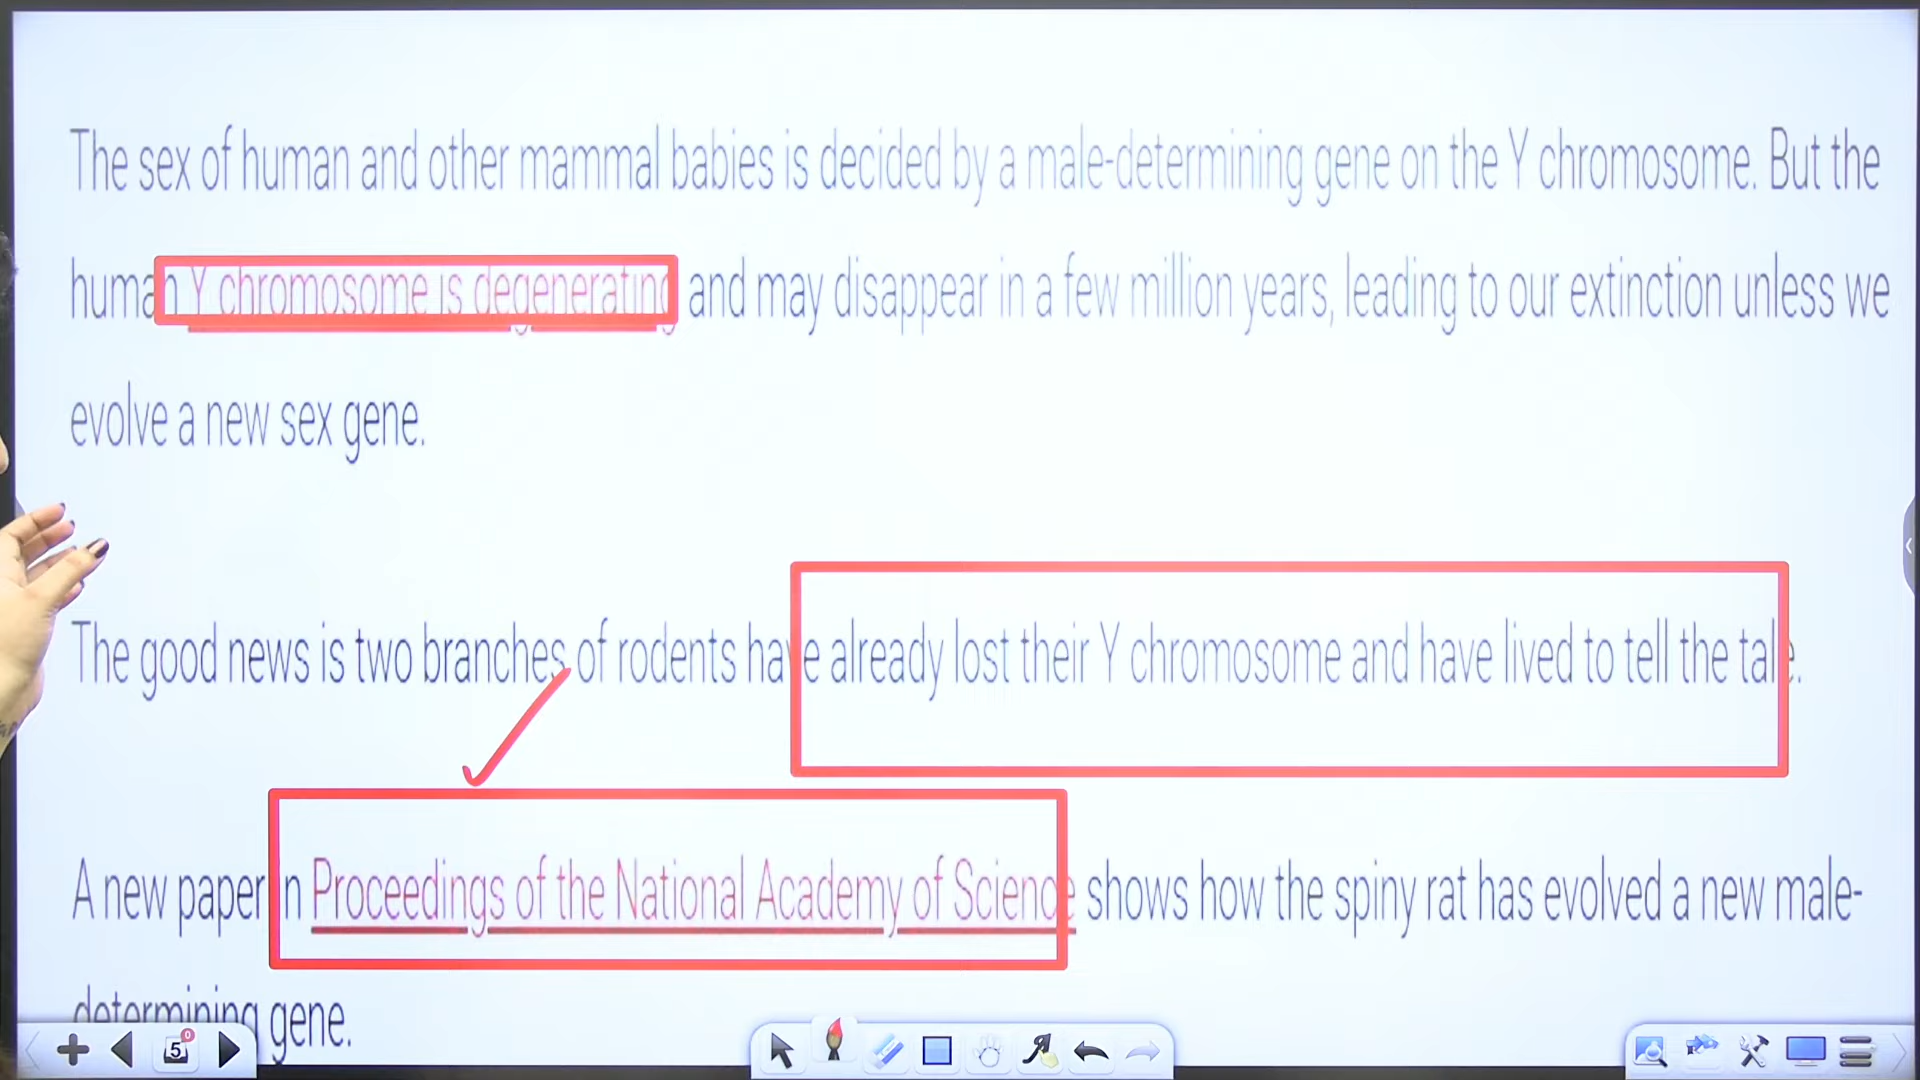 The sex of human and other mammal babies is decided by a male-determining gene on the Y chromosome. But the
human Y chromosome is degenerating and may disappear in a few million years, leading to our extinction unless we
evolve a new sex gene.
The good news is two branches of rodents have already lost their Y chromosome and have lived to tell the tale.
A new paper in Proceedings of the National Academy of Science shows how the spiny rat has evolved a new male-
determining gene.
5
0